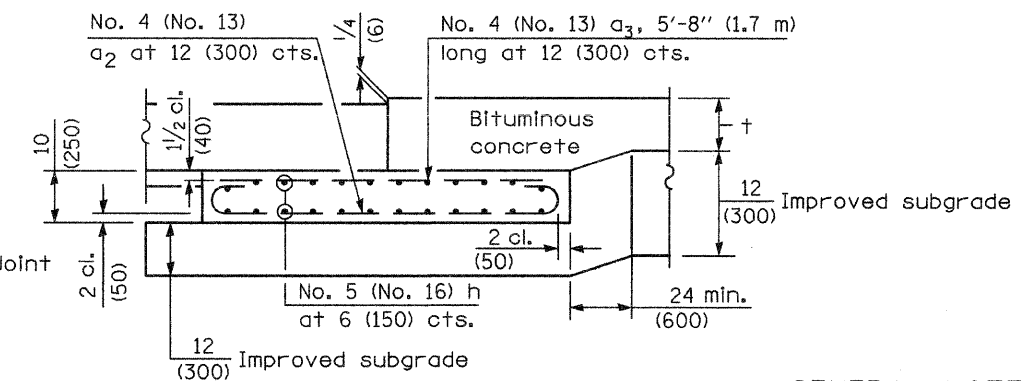 No. 4 (No. 13)
a2 at 12 (300) cts.
1/4
(6)
No. 4 (No. 13) a3, 5'-8" (1.7 m)
long at 12 (300) cts.
10
(250)
1 1/2 cl.
(40)
Bituminous
concrete
t
12
(300) Improved subgrade
Joint
2 cl.
(50)
2 cl.
(50)
No. 5 (No. 16) h
at 6 (150) cts.
24 min.
(600)
12
(300) Improved subgrade